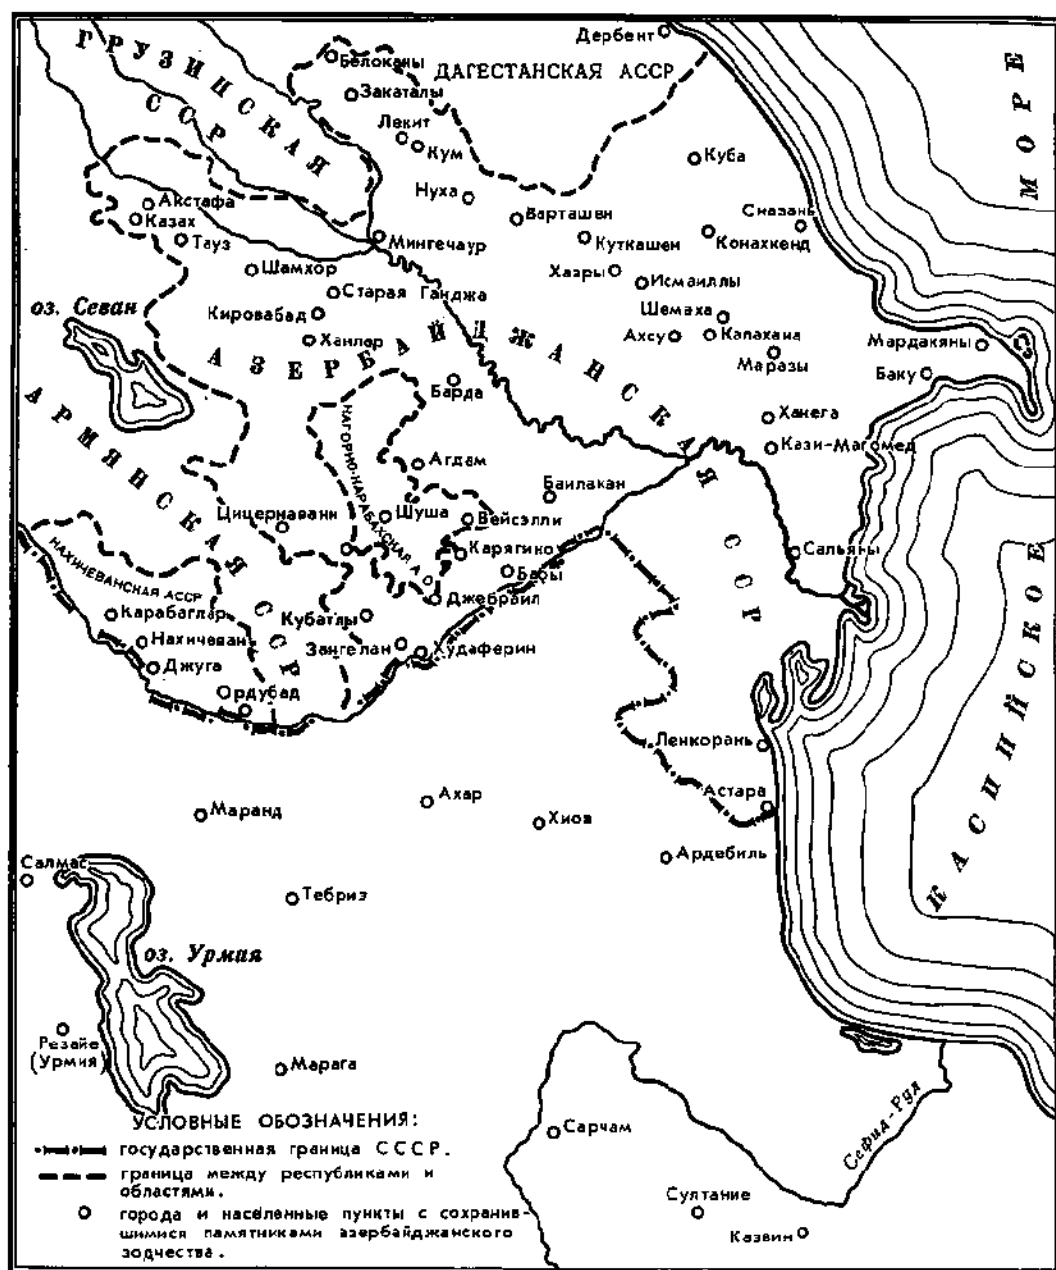 Дербент
ГРУЗИНСКАЯ
ССР
Белоканы
ДАГЕСТАНСКАЯ АССР
Закаталы
Лекит
Кум
Куба
Нуха
Акстафа
Казах
Варташен
Сиазань
Тауз
Мингечаур
Куткашен
Конахкенд
Шамхор
Хазры
Исмаиллы
Старая Ганджа
оз. Севан
Кировабад
Шемаха
Ханлар
Ахсу
Калахана
Мардакяны
Маразы
Баку
АЗЕРБАЙДЖАНСКАЯ ССР
Барда
АРМЯНСКАЯ ССР
НАГОРНО-КАРАБАХСКАЯ А О
Ханега
Кази-Магомед
Агдам
Баилакан
Цицернаванк
Шуша
Вейсэлли
НАХИЧЕВАНСКАЯ АССР
Карягино
Сальяны
Бабы
Карабаглар
Кубатлы
Джебраил
Нахичеван
Зангелан
Худаферин
Джуга
Ордубад
Ленкорань
Астара
Маранд
Ахар
Хиов
Ардебиль
Салмас
Тебриз
оз. Урмая
КАСПИЙСКОЕ
МОРЕ
Резайе
(Урмия)
Марага
Сарчам
Сефид-Руд
Султание
Казвин
УСЛОВНЫЕ ОБОЗНАЧЕНИЯ:
государственная граница СССР.
граница между республиками и
областями.
города и населенные пункты с сохранив-
шимися памятниками азербайджанского
зодчества.